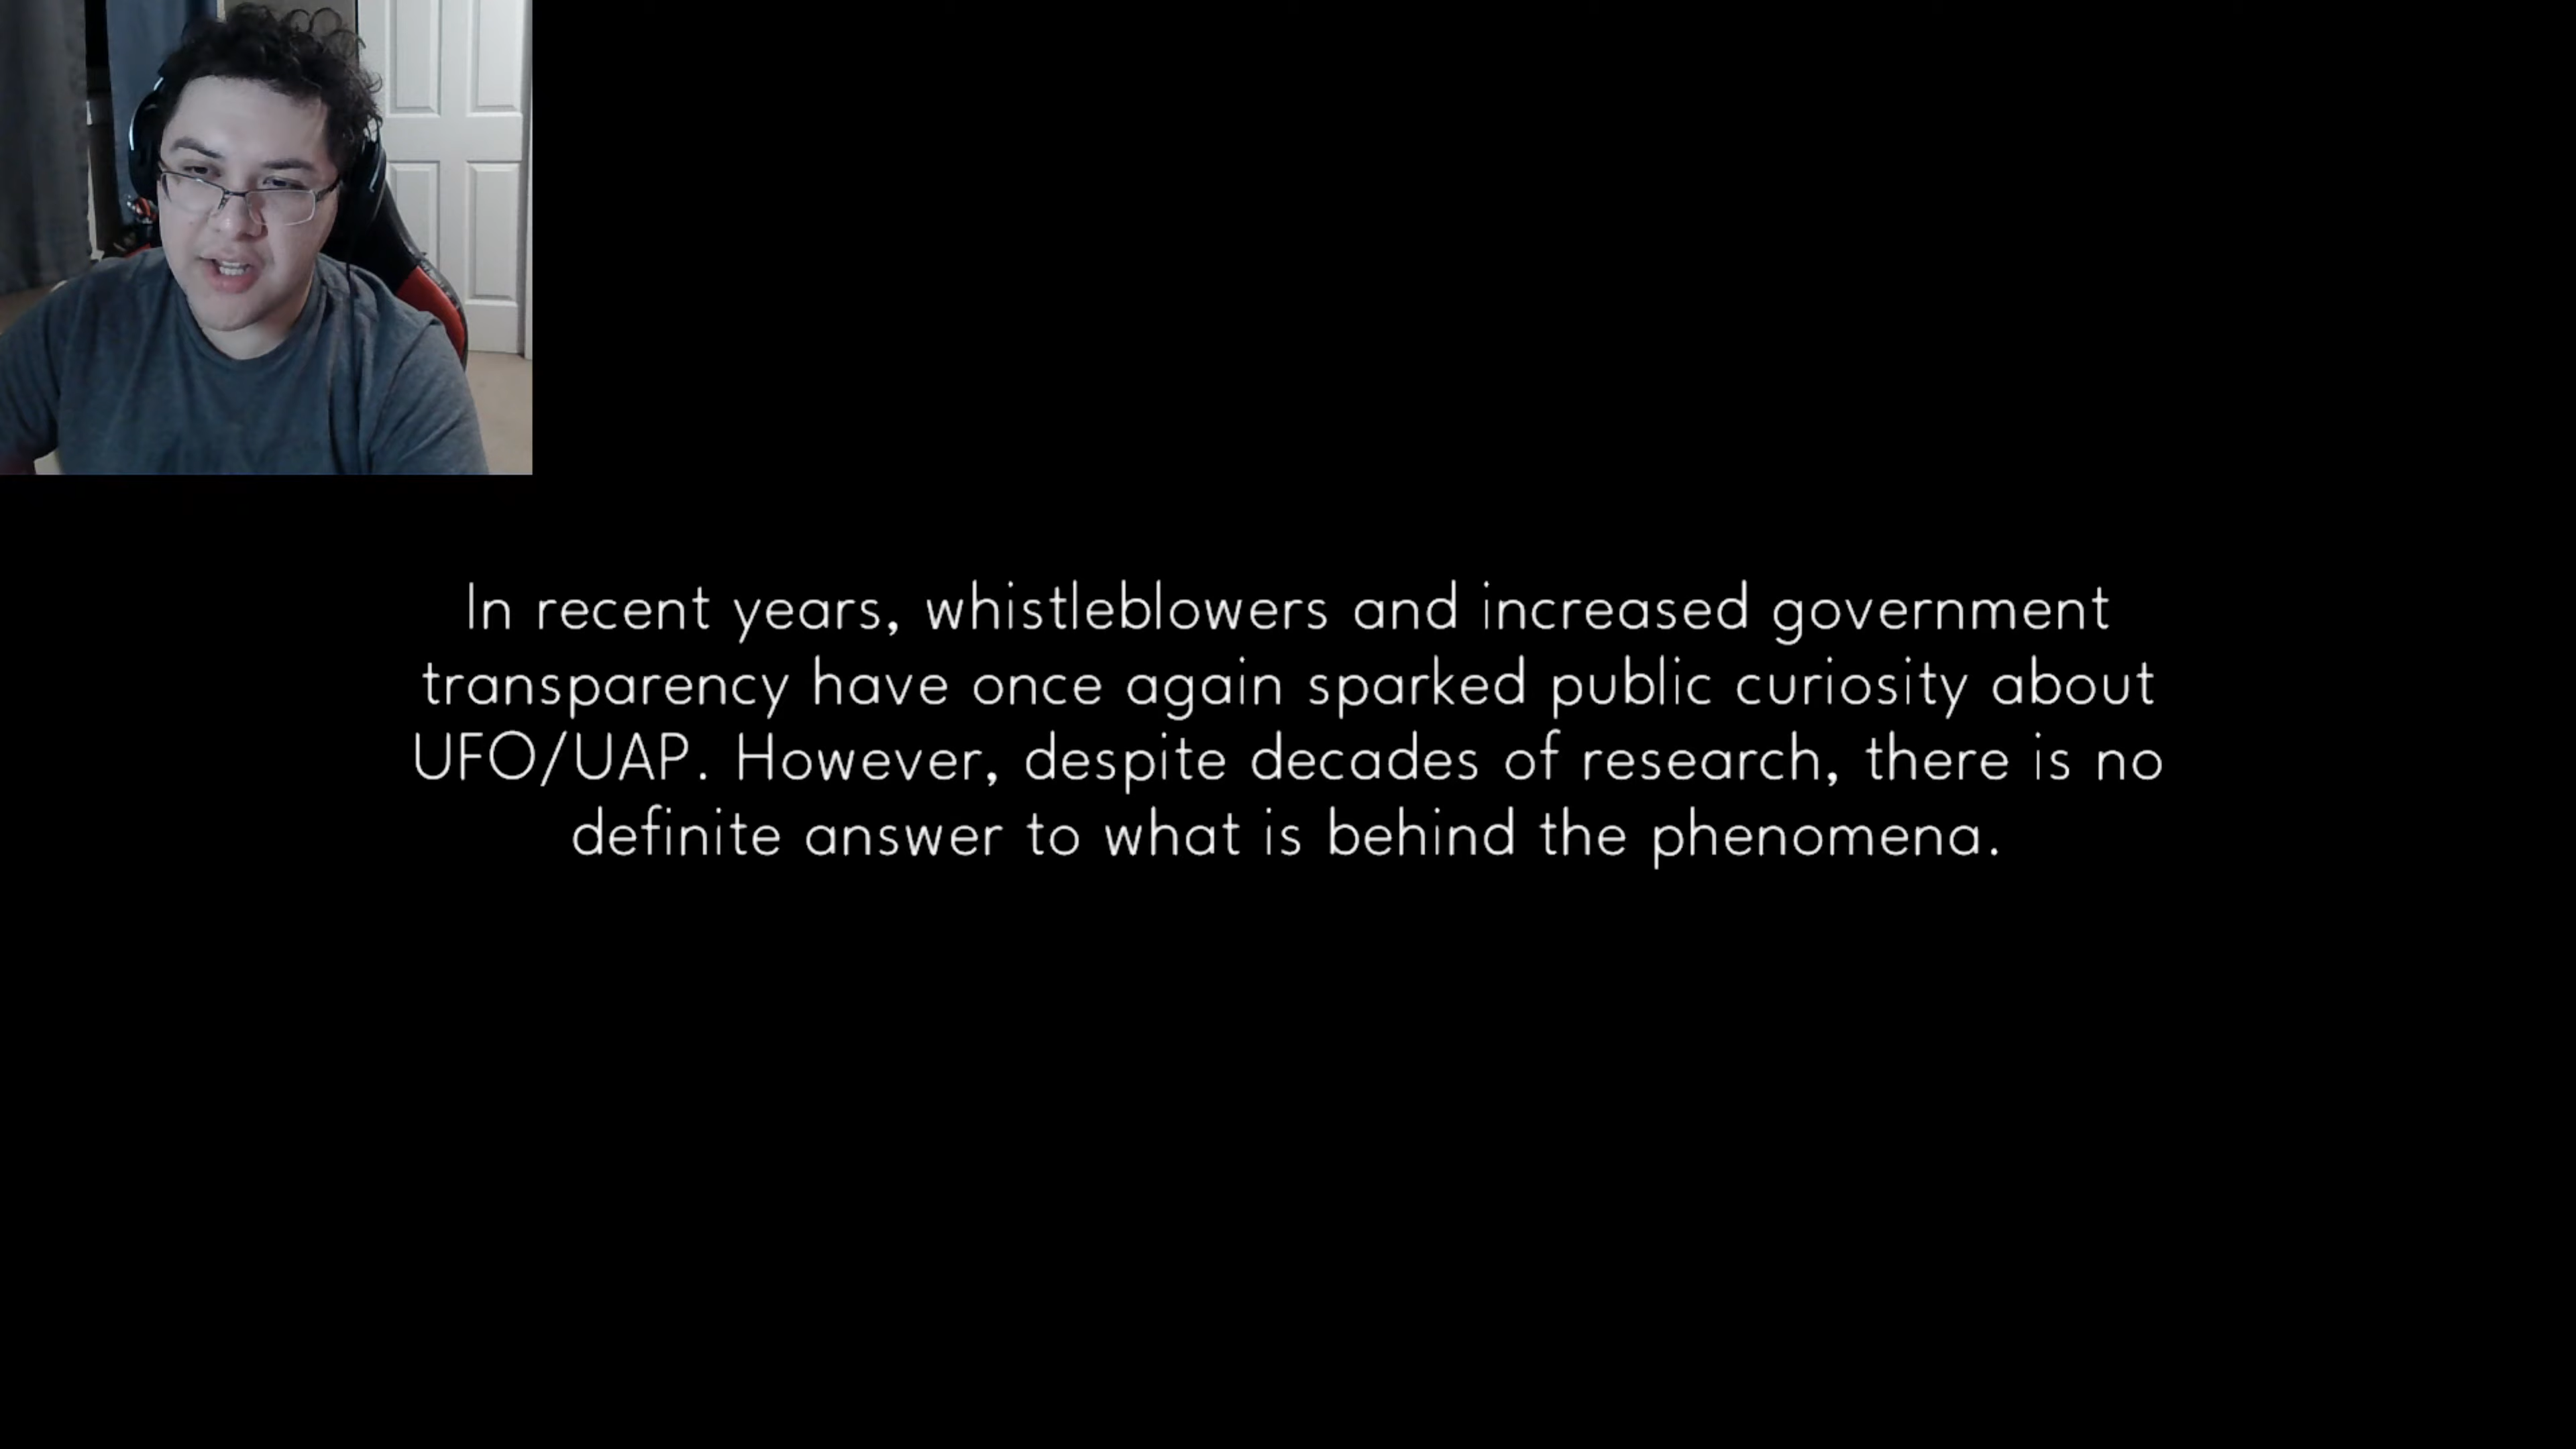 In recent years, whistleblowers and increased government
transparency have once again sparked public curiosity about
UFO/UAP. However, despite decades of research, there is no
definite answer to what is behind the phenomena.